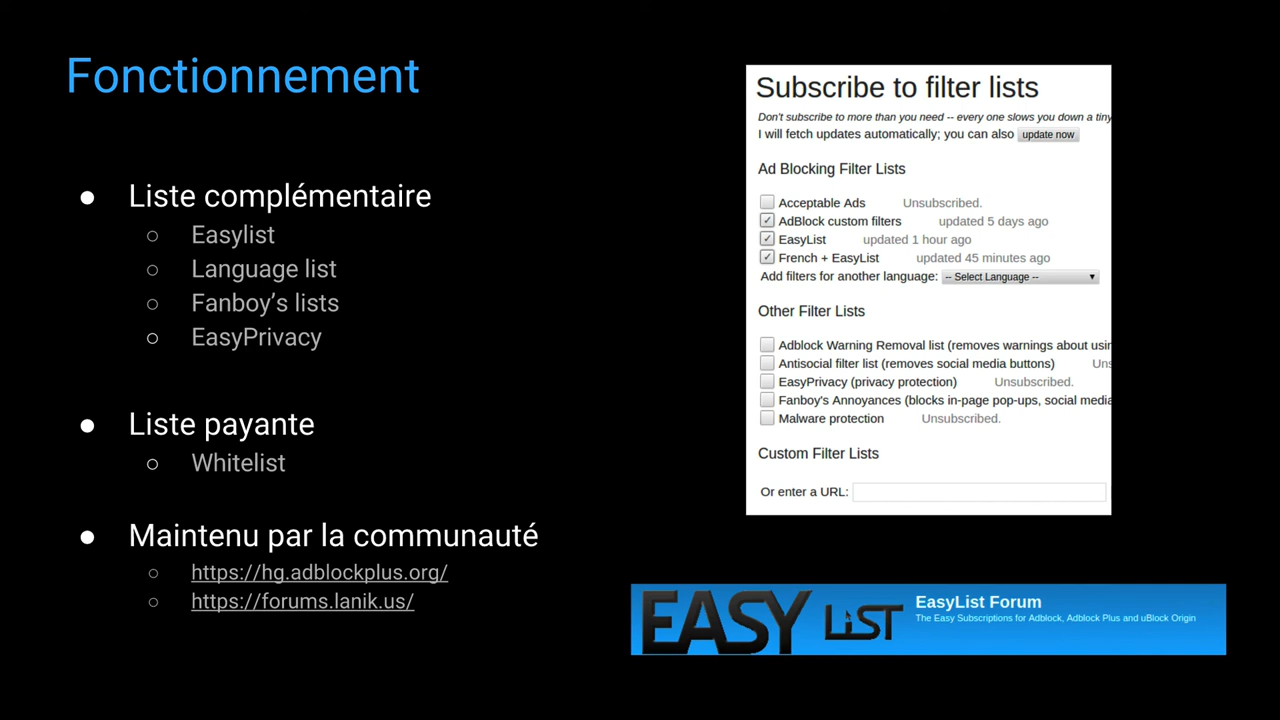 Fonctionnement
Liste complémentaire
Easylist
Language list
Fanboy's lists
EasyPrivacy
Liste payante
Whitelist
Maintenu par la communauté
https://hg.adblockplus.org/
https://forums.lanik.us/
Subscribe to filter lists
Don't subscribe to more than you need -- every one slows you down a tiny
I will fetch updates automatically; you can also update now
Ad Blocking Filter Lists
Acceptable Ads Unsubscribed.
AdBlock custom filters updated 5 days ago
EasyList updated 1 hour ago
French + EasyList updated 45 minutes ago
Add filters for another language: -- Select Language --
Other Filter Lists
Adblock Warning Removal list (removes warnings about usin
Antisocial filter list (removes social media buttons) Uns
EasyPrivacy (privacy protection) Unsubscribed.
Fanboy's Annoyances (blocks in-page pop-ups, social media
Malware protection Unsubscribed.
Custom Filter Lists
Or enter a URL:
EASY LIST
EasyList Forum
The Easy Subscriptions for Adblock, Adblock Plus and uBlock Origin